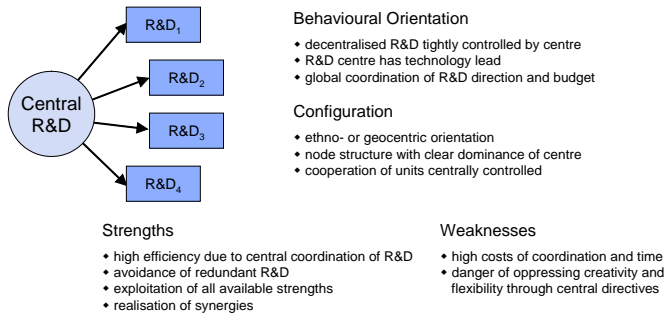 Central
R&D
R&D1
R&D2
R&D3
R&D4
Behavioural Orientation
decentralised R&D tightly controlled by centre
R&D centre has technology lead
global coordination of R&D direction and budget
Configuration
ethno- or geocentric orientation
node structure with clear dominance of centre
cooperation of units centrally controlled
Strengths
high efficiency due to central coordination of R&D
avoidance of redundant R&D
exploitation of all available strengths
realisation of synergies
Weaknesses
high costs of coordination and time
danger of oppressing creativity and
flexibility through central directives